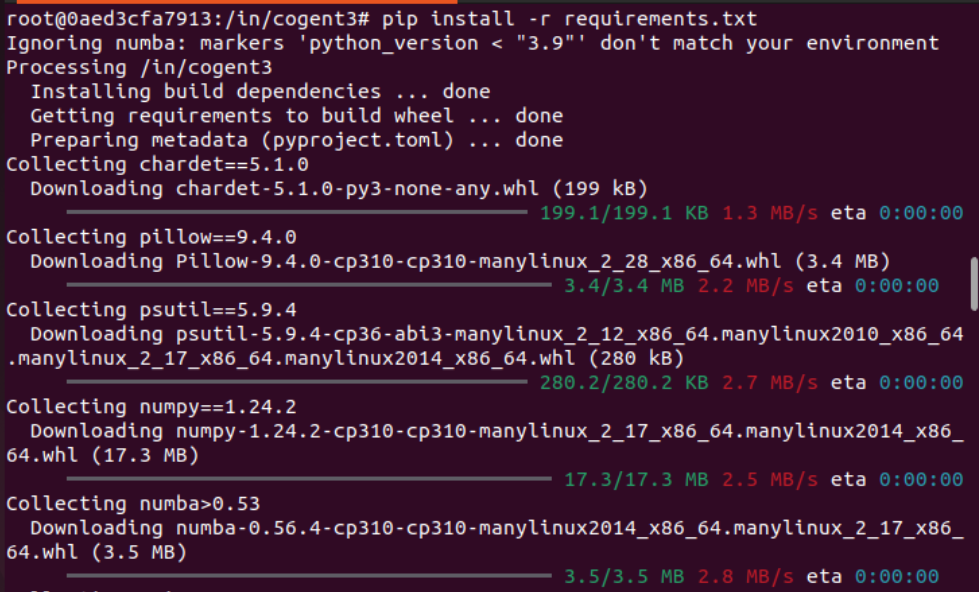 root@0aed3cfa7913:/in/cogent3# pip install -r requirements.txt
Ignoring numba: markers 'python_version < "3.9"' don't match your environment
Processing /in/cogent3
  Installing build dependencies ... done
  Getting requirements to build wheel ... done
  Preparing metadata (pyproject.toml) ... done
Collecting chardet==5.1.0
  Downloading chardet-5.1.0-py3-none-any.whl (199 kB)
199.1/199.1 KB 1.3 MB/s eta 0:00:00
Collecting pillow==9.4.0
  Downloading Pillow-9.4.0-cp310-cp310-manylinux_2_28_x86_64.whl (3.4 MB)
3.4/3.4 MB 2.2 MB/s eta 0:00:00
Collecting psutil==5.9.4
  Downloading psutil-5.9.4-cp36-abi3-manylinux_2_12_x86_64.manylinux2010_x86_64
.manylinux_2_17_x86_64.manylinux2014_x86_64.whl (280 kB)
280.2/280.2 KB 2.7 MB/s eta 0:00:00
Collecting numpy==1.24.2
  Downloading numpy-1.24.2-cp310-cp310-manylinux_2_17_x86_64.manylinux2014_x86_
64.whl (17.3 MB)
17.3/17.3 MB 2.5 MB/s eta 0:00:00
Collecting numba>0.53
  Downloading numba-0.56.4-cp310-cp310-manylinux2014_x86_64.manylinux_2_17_x86_
64.whl (3.5 MB)
3.5/3.5 MB 2.8 MB/s eta 0:00:00